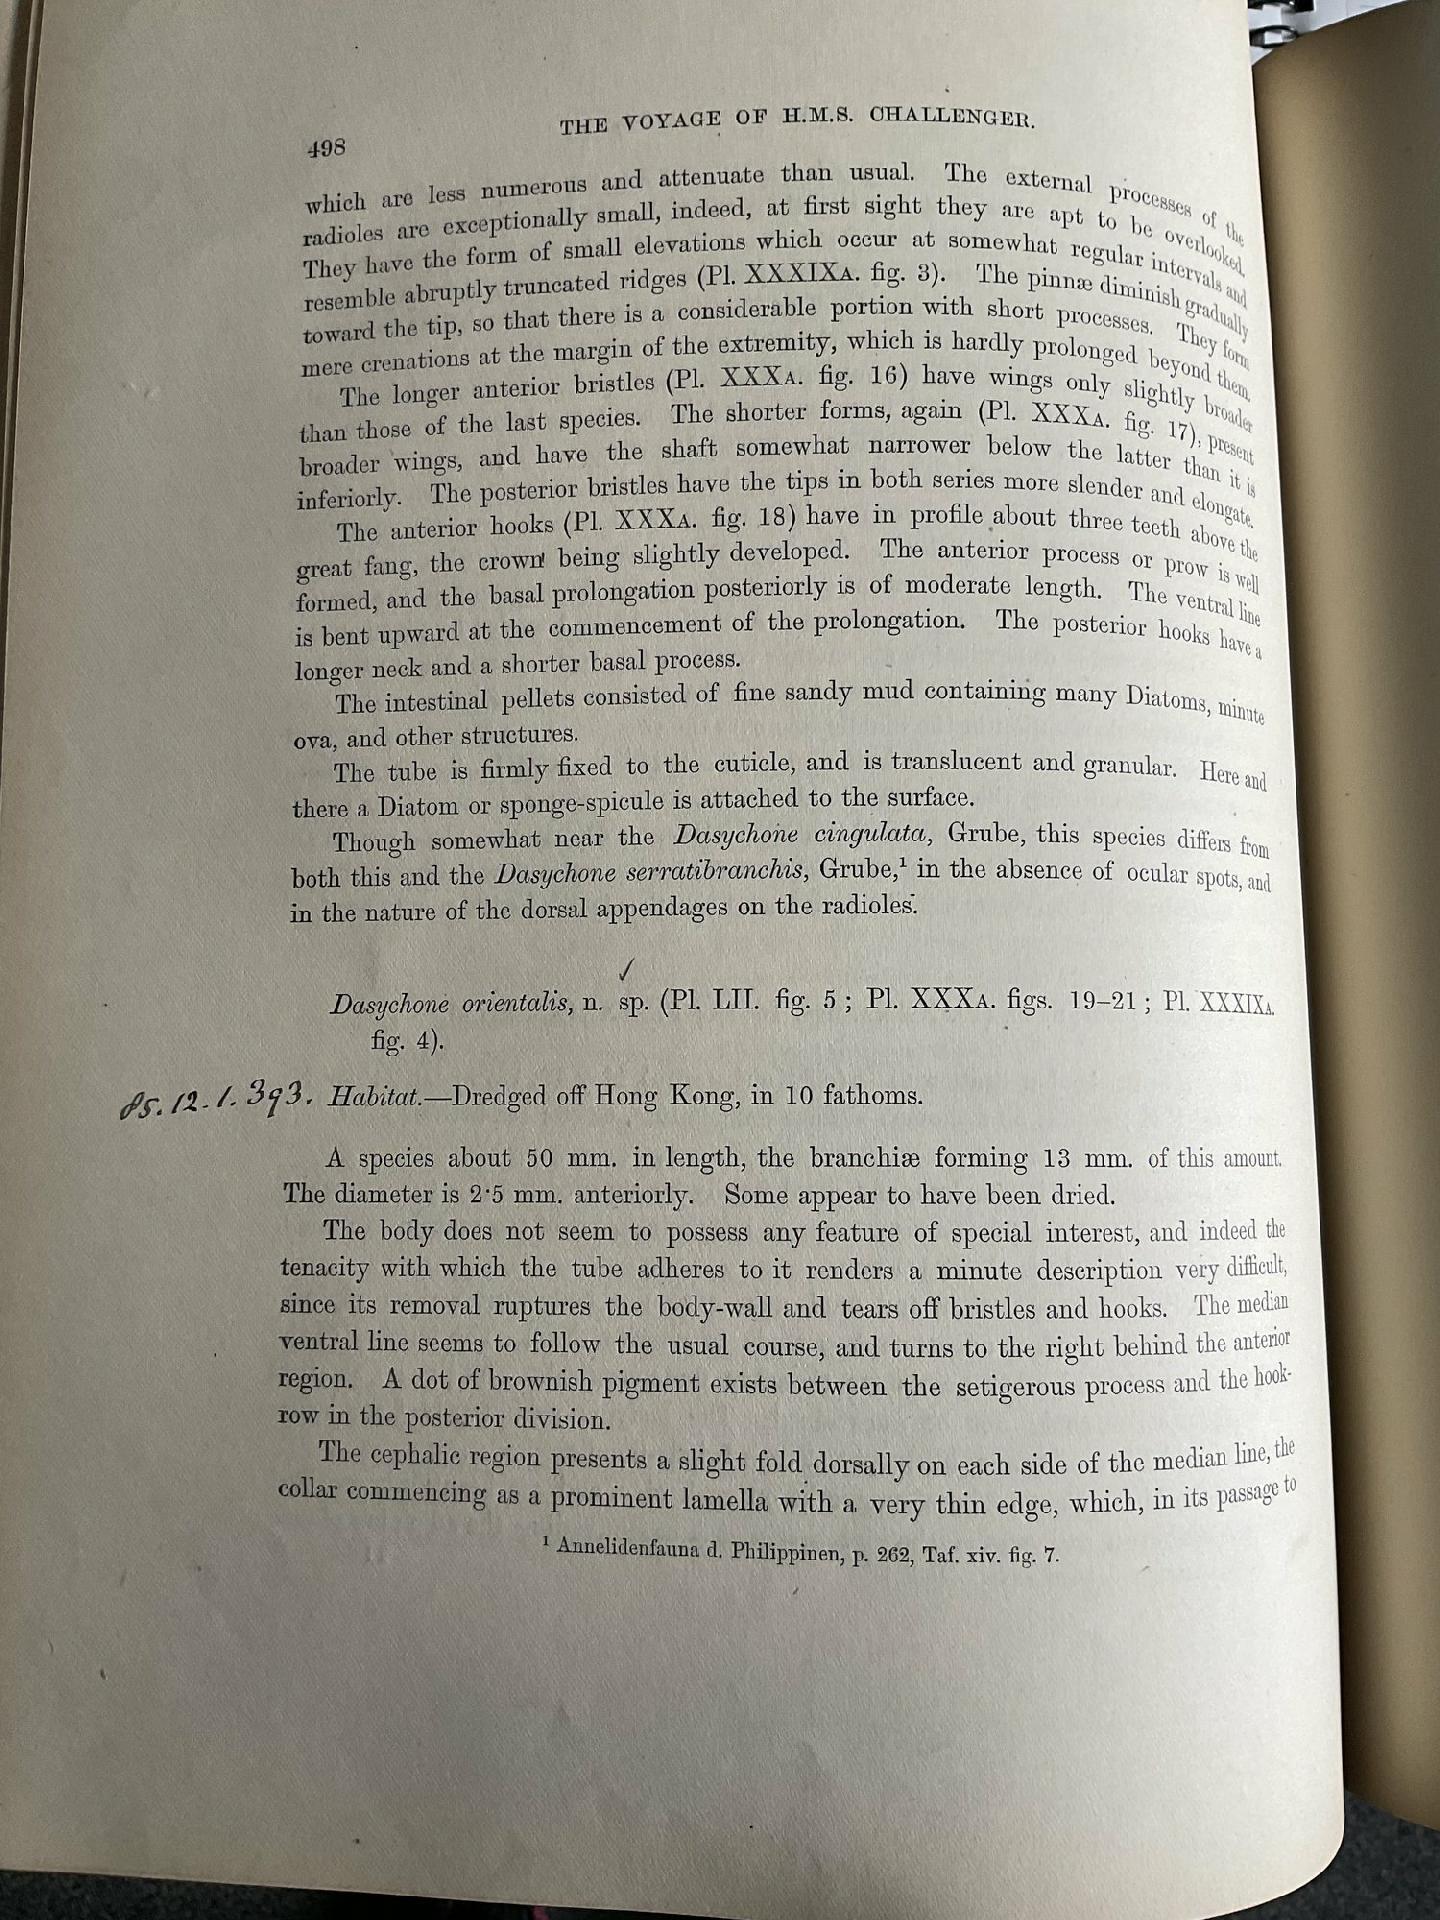 THE VOYAGE OF H.M.S. CHALLENGER.
498
which are less numerous and attenuate than usual. The external processes of the
radioles are exceptionally small, indeed, at first sight they are apt to be overlooked.
They have the form of small elevations which occur at somewhat regular intervals and
resemble abruptly truncated ridges (Pl. XXXIXA. fig. 3). The pinnæ diminish gradually
toward the tip, so that there is a considerable portion with short processes. They form
mere crenations at the margin of the extremity, which is hardly prolonged beyond them.
The longer anterior bristles (Pl. XXXA. fig. 16) have wings only slightly broader
than those of the last species. The shorter forms, again (Pl. XXXA. fig. 17), present
broader wings, and have the shaft somewhat narrower below the latter than it is
inferiorly. The posterior bristles have the tips in both series more slender and elongate.
The anterior hooks (Pl. XXXA. fig. 18) have in profile about three teeth above the
great fang, the crown being slightly developed. The anterior process or prow is well
formed, and the basal prolongation posteriorly is of moderate length. The ventral line
is bent upward at the commencement of the prolongation. The posterior hooks have a
longer neck and a shorter basal process.
The intestinal pellets consisted of fine sandy mud containing many Diatoms, minute
ova, and other structures.
The tube is firmly fixed to the cuticle, and is translucent and granular. Here and
there a Diatom or sponge-spicule is attached to the surface.
Though somewhat near the Dasychone cingulata, Grube, this species differs from
both this and the Dasychone serratibranchis, Grube,¹ in the absence of ocular spots, and
in the nature of the dorsal appendages on the radioles.
✓
Dasychone orientalis, n. sp. (Pl. LII. fig. 5 ; Pl. XXXA. figs. 19–21 ; Pl. XXXIXA.
fig. 4).
85.12.1.393. Habitat.—Dredged off Hong Kong, in 10 fathoms.
A species about 50 mm. in length, the branchiæ forming 13 mm. of this amount.
The diameter is 2·5 mm. anteriorly. Some appear to have been dried.
The body does not seem to possess any feature of special interest, and indeed the
tenacity with which the tube adheres to it renders a minute description very difficult,
since its removal ruptures the body-wall and tears off bristles and hooks. The median
ventral line seems to follow the usual course, and turns to the right behind the anterior
region. A dot of brownish pigment exists between the setigerous process and the hook-
row in the posterior division.
The cephalic region presents a slight fold dorsally on each side of the median line, the
collar commencing as a prominent lamella with a very thin edge, which, in its passage to
¹ Annelidenfauna d. Philippinen, p. 262, Taf. xiv. fig. 7.